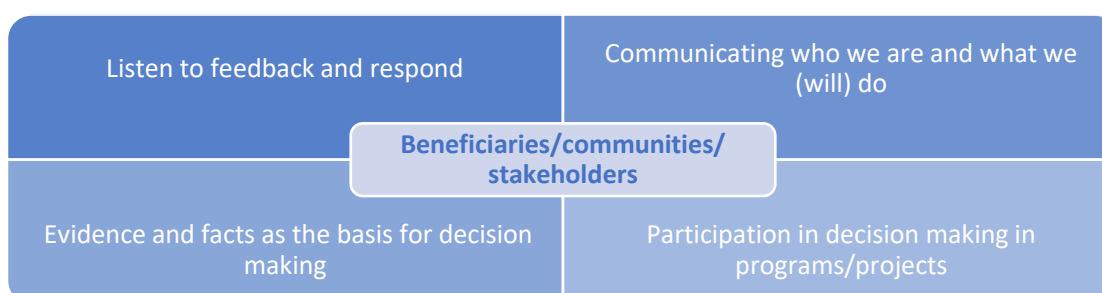 Listen to feedback and respond
Communicating who we are and what we
(will) do
Beneficiaries/communities/
stakeholders
Evidence and facts as the basis for decision
making
Participation in decision making in
programs/projects